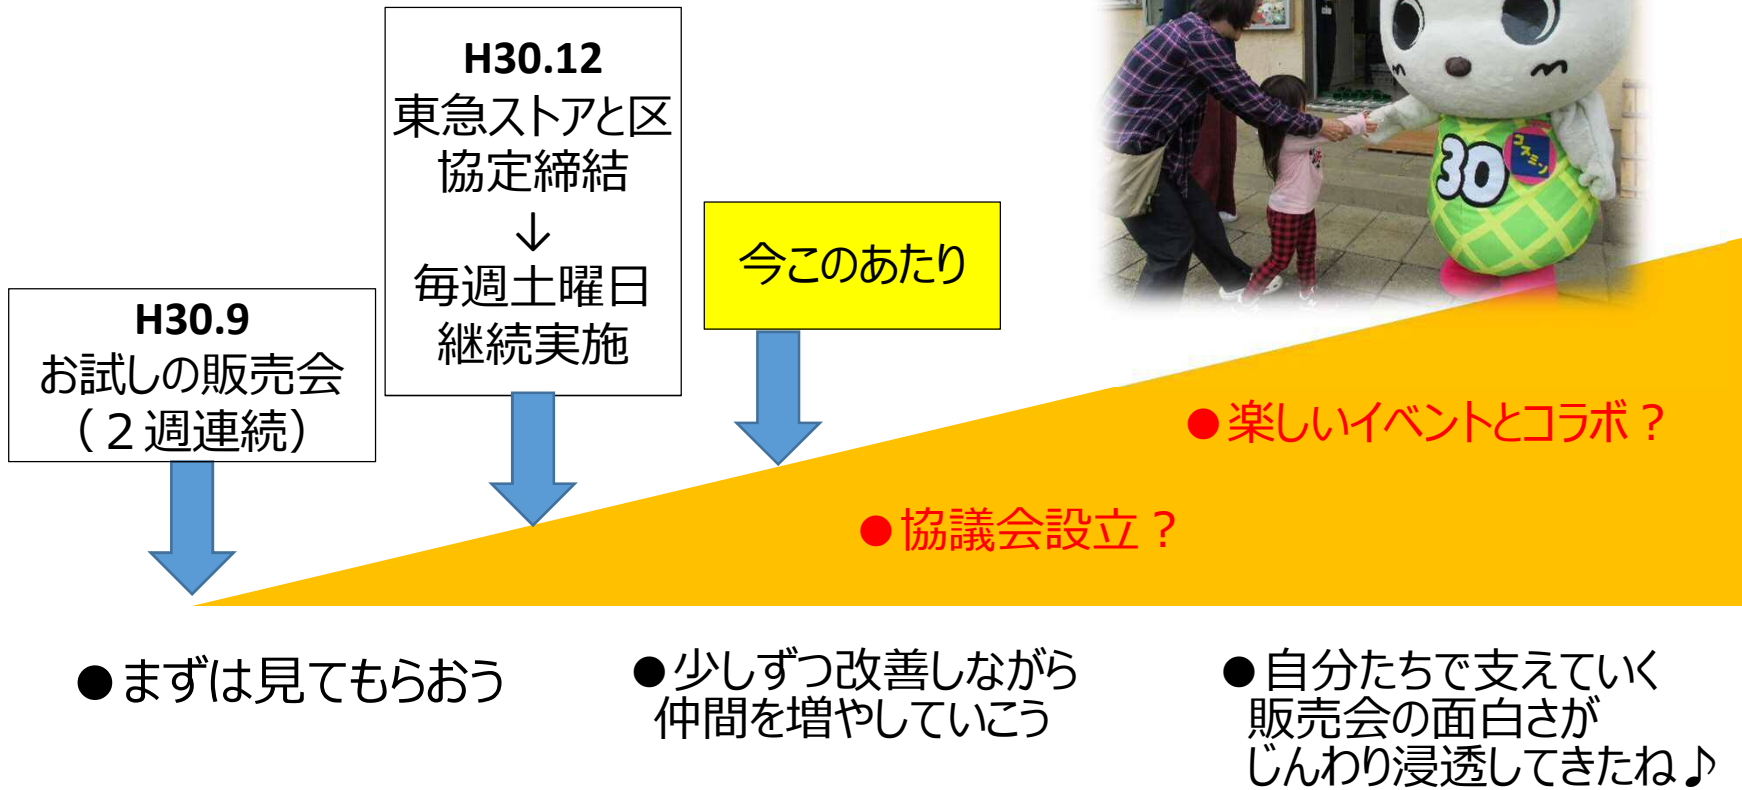 H30.9
お試しの販売会
（２週連続）
H30.12
東急ストアと区
協定締結
↓
毎週土曜日
継続実施
今このあたり
30
コスミン
●楽しいイベントとコラボ？
●協議会設立？
●まずは見てもらおう
●少しずつ改善しながら
仲間を増やしていこう
●自分たちで支えていく
販売会の面白さが
じんわり浸透してきたね♪